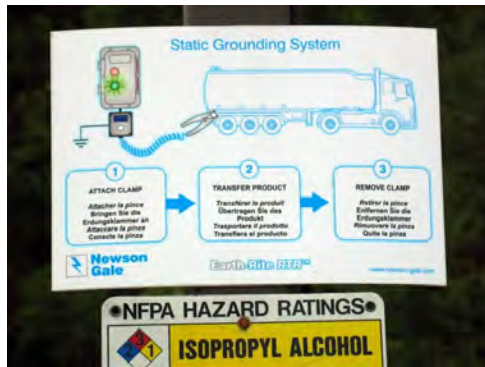 Static Grounding System
1
ATTACH CLAMP
Attacher la pince
Bringen Sie die
Erdungsklammer an
Attaccare la pinza
Conecte la pinza
2
TRANSFER PRODUCT
Transférer le produit
Übertragen Sie das
Produkt
Trasportare il prodotto
Transfiera el producto
3
REMOVE CLAMP
Retirer la pince
Entfernen Sie die
Erdungsklammer
Rimuovere la pinza
Quite la pinza
Newson
Gale
Earth-Rite RTR™
www.newson-gale.com
NFPA HAZARD RATINGS
3
2 1
ISOPROPYL ALCOHOL